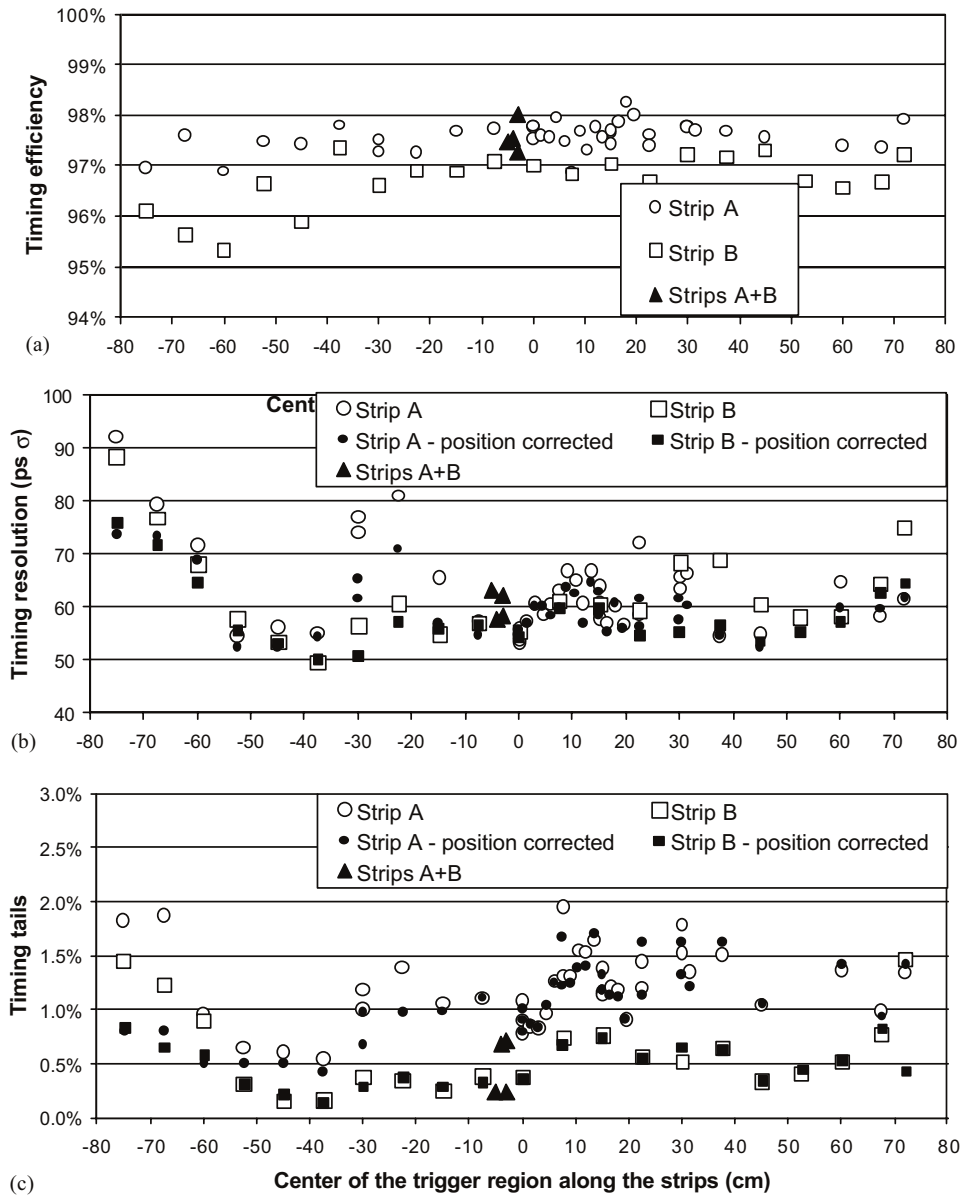 100%
99%
98%
97%
96%
95%
94%
Timing efficiency
Strip A
Strip B
Strips A+B
(a)
-80 -70 -60 -50 -40 -30 -20 -10 0 10 20 30 40 50 60 70 80
Cent
100
90
80
70
60
50
40
Timing resolution (ps σ)
Strip A Strip B
Strip A - position corrected Strip B - position corrected
Strips A+B
(b)
-80 -70 -60 -50 -40 -30 -20 -10 0 10 20 30 40 50 60 70 80
3.0%
2.5%
2.0%
1.5%
1.0%
0.5%
0.0%
Timing tails
Strip A Strip B
Strip A - position corrected Strip B - position corrected
Strips A+B
-80 -70 -60 -50 -40 -30 -20 -10 0 10 20 30 40 50 60 70 80
(c)
Center of the trigger region along the strips (cm)